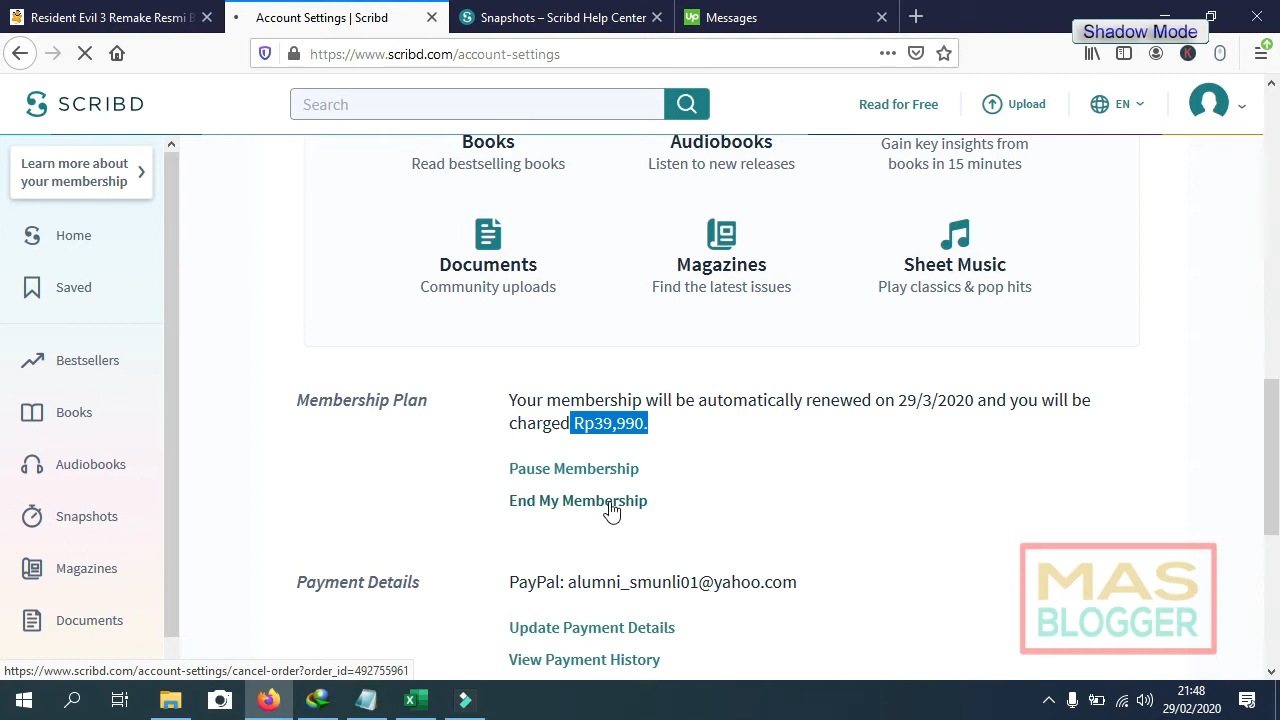 Resident Evil 3 Remake Resmi B
Account Settings | Scribd
Snapshots – Scribd Help Center
Up
Messages
Shadow Mode
https://www.scribd.com/account-settings
K
SCRIBD
Search
Read for Free
Upload
EN
Learn more about
your membership
Home
Saved
Bestsellers
Books
Audiobooks
Snapshots
Magazines
Documents
Books
Read bestselling books
Audiobooks
Listen to new releases
Gain key insights from
books in 15 minutes
Documents
Community uploads
Magazines
Find the latest issues
Sheet Music
Play classics & pop hits
Membership Plan
Your membership will be automatically renewed on 29/3/2020 and you will be
charged Rp39,990.
Pause Membership
End My Membership
Payment Details
PayPal: alumni_smunli01@yahoo.com
Update Payment Details
View Payment History
MAS
BLOGGER
https://www.scribd.com/account-settings/cancel-order?order_id=492755961
21:48
29/02/2020